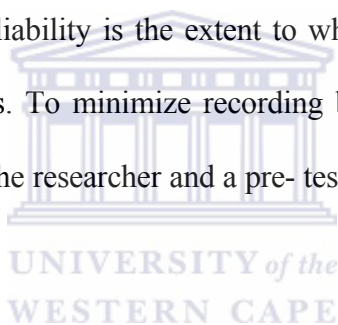 liability is the extent to wh
s. To minimize recording b
he researcher and a pre- tes
UNIVERSITY of the
WESTERN CAPE